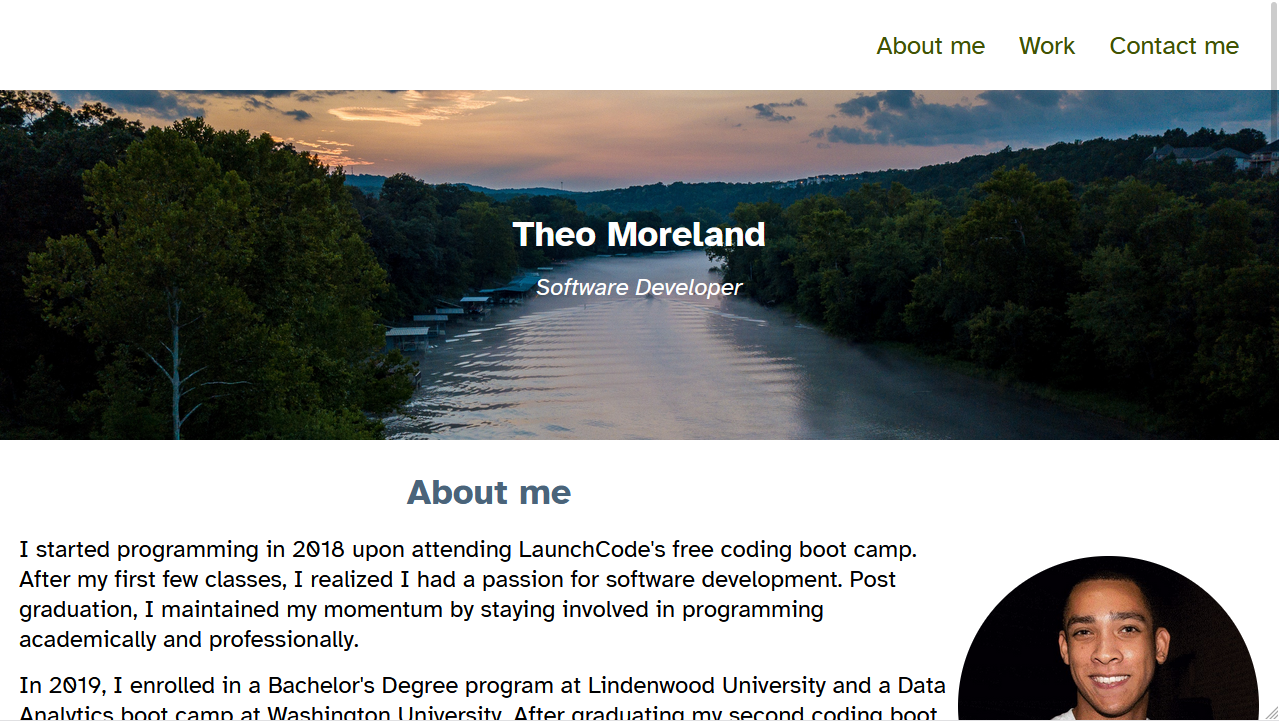 About me Work Contact me
Theo Moreland
Software Developer
About me
I started programming in 2018 upon attending LaunchCode's free coding boot camp.
After my first few classes, I realized I had a passion for software development. Post
graduation, I maintained my momentum by staying involved in programming
academically and professionally.
In 2019, I enrolled in a Bachelor's Degree program at Lindenwood University and a Data
Analytics boot camp at Washington University. After graduating my second coding boot